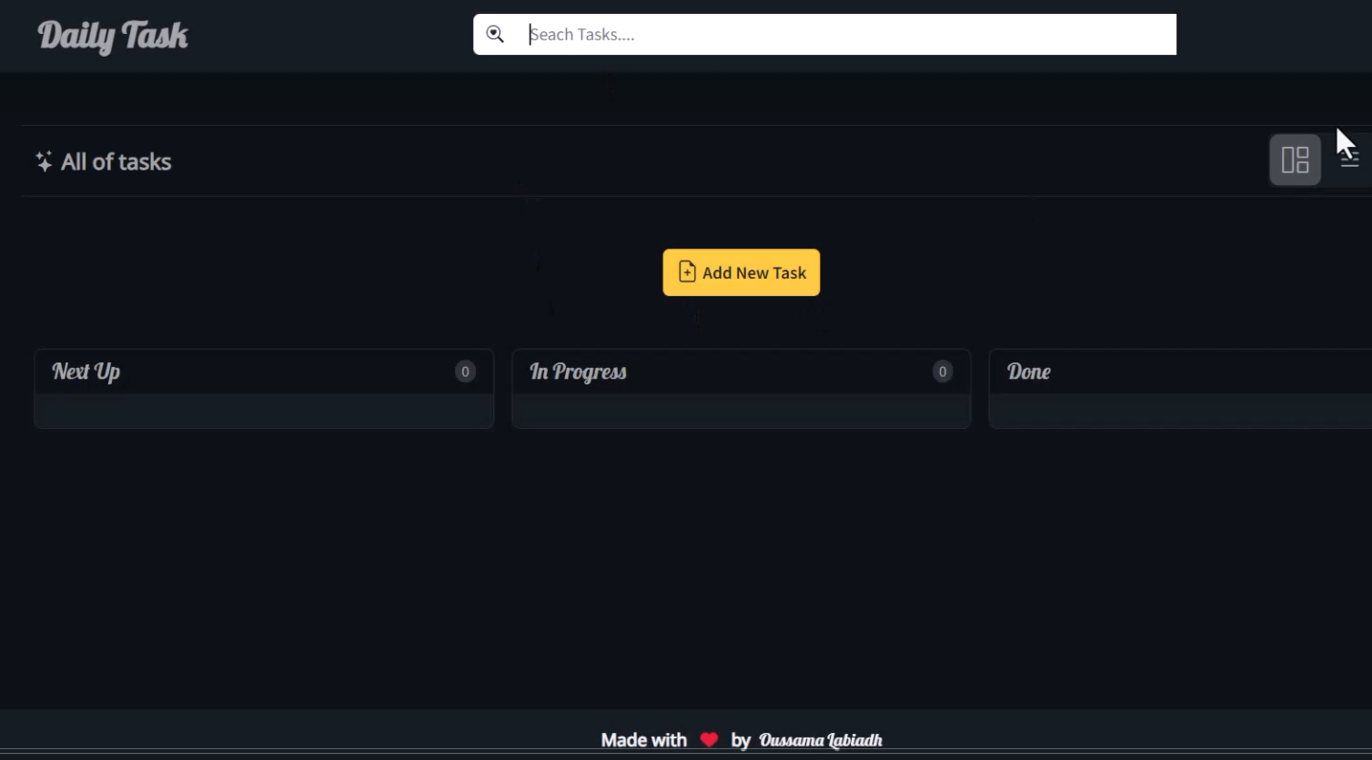 Daily Task
Seach Tasks....
All of tasks
Add New Task
Next Up 0
In Progress 0
Done
Made with ❤ by Oussama Labiadh